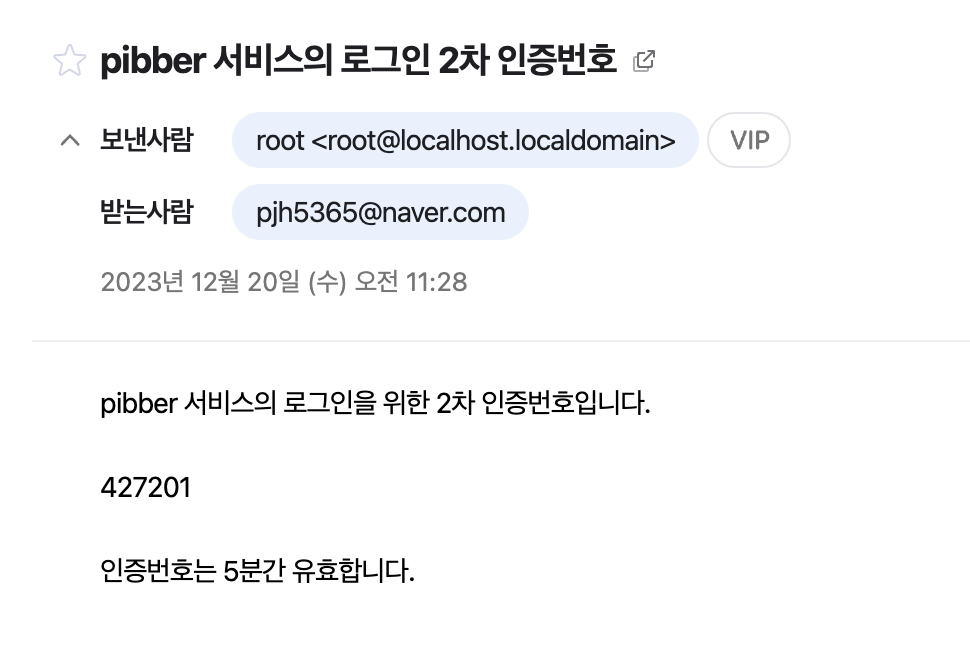 pibber 서비스의 로그인 2차 인증번호
보낸사람 root <root@localhost.localdomain> VIP
받는사람 pjh5365@naver.com
2023년 12월 20일 (수) 오전 11:28
pibber 서비스의 로그인을 위한 2차 인증번호입니다.
427201
인증번호는 5분간 유효합니다.